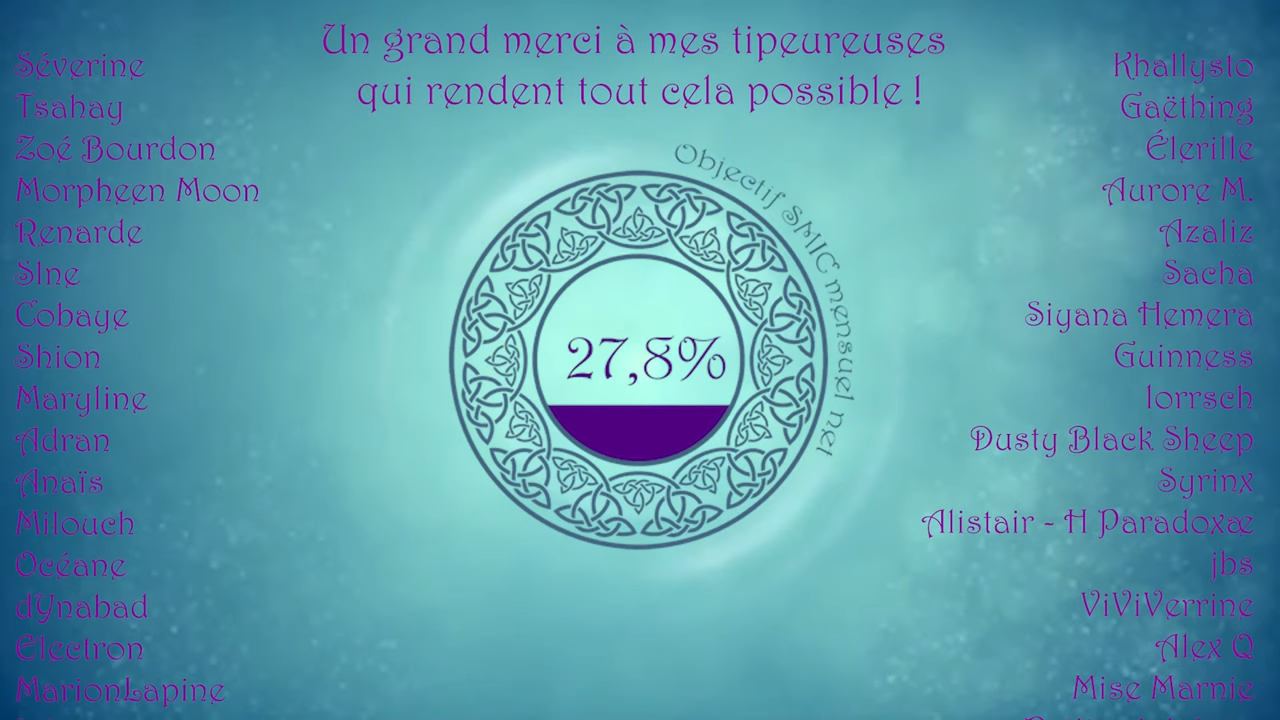 Un grand merci à mes tipeureuses
qui rendent tout cela possible !
Séverine
Tsahay
Zoé Bourdon
Morpheen Moon
Renarde
Slne
Cobaye
Shion
Maryline
Adran
Anaïs
Milouch
Océane
dYnabad
Electron
MarionLapine
Objectif SMIC mensuel net
27,8%
Khallysto
Gaëthing
Élerille
Aurore M.
Azaliz
Sacha
Siyana Hemera
Guinness
lorrsch
Dusty Black Sheep
Syrinx
Alistair - H Paradoxæ
jbs
ViViVerrine
Alex Q
Mise Marnie